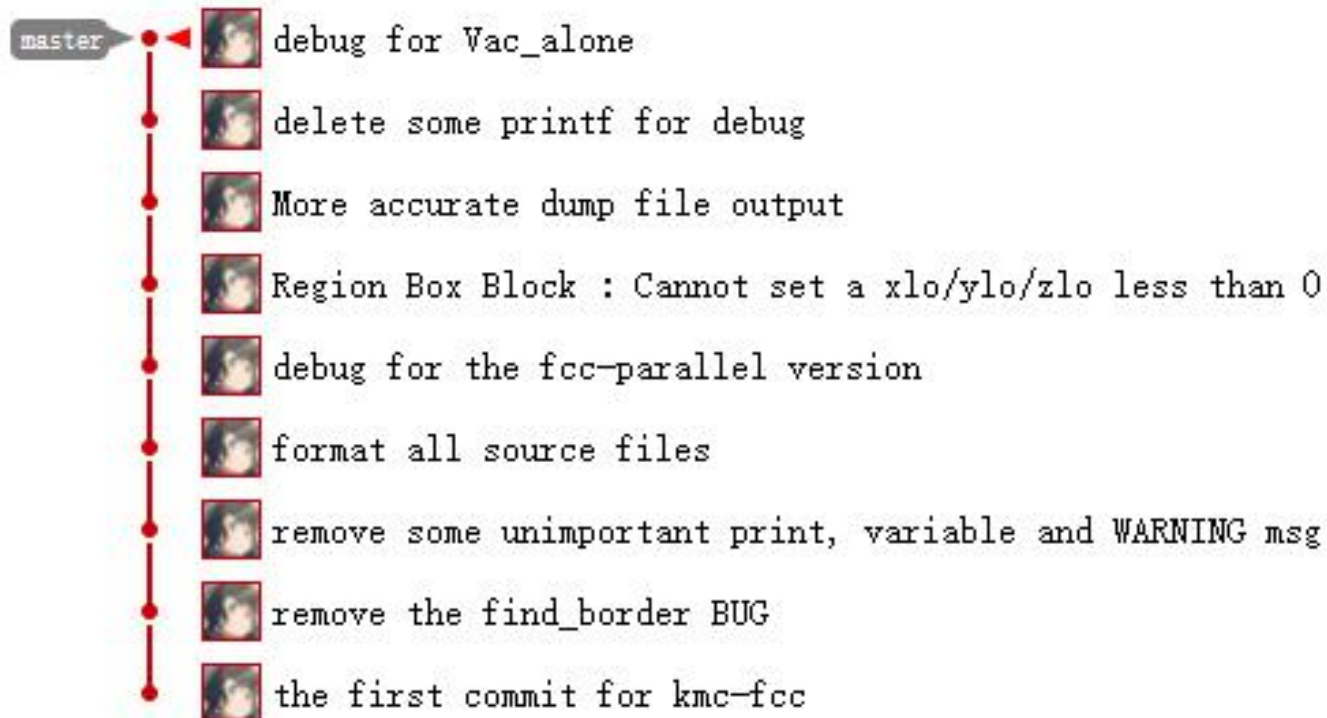 master
debug for Vac_alone
delete some printf for debug
More accurate dump file output
Region Box Block : Cannot set a xlo/ylo/zlo less than 0
debug for the fcc-parallel version
format all source files
remove some unimportant print, variable and WARNING msg
remove the find_border BUG
the first commit for kmc-fcc